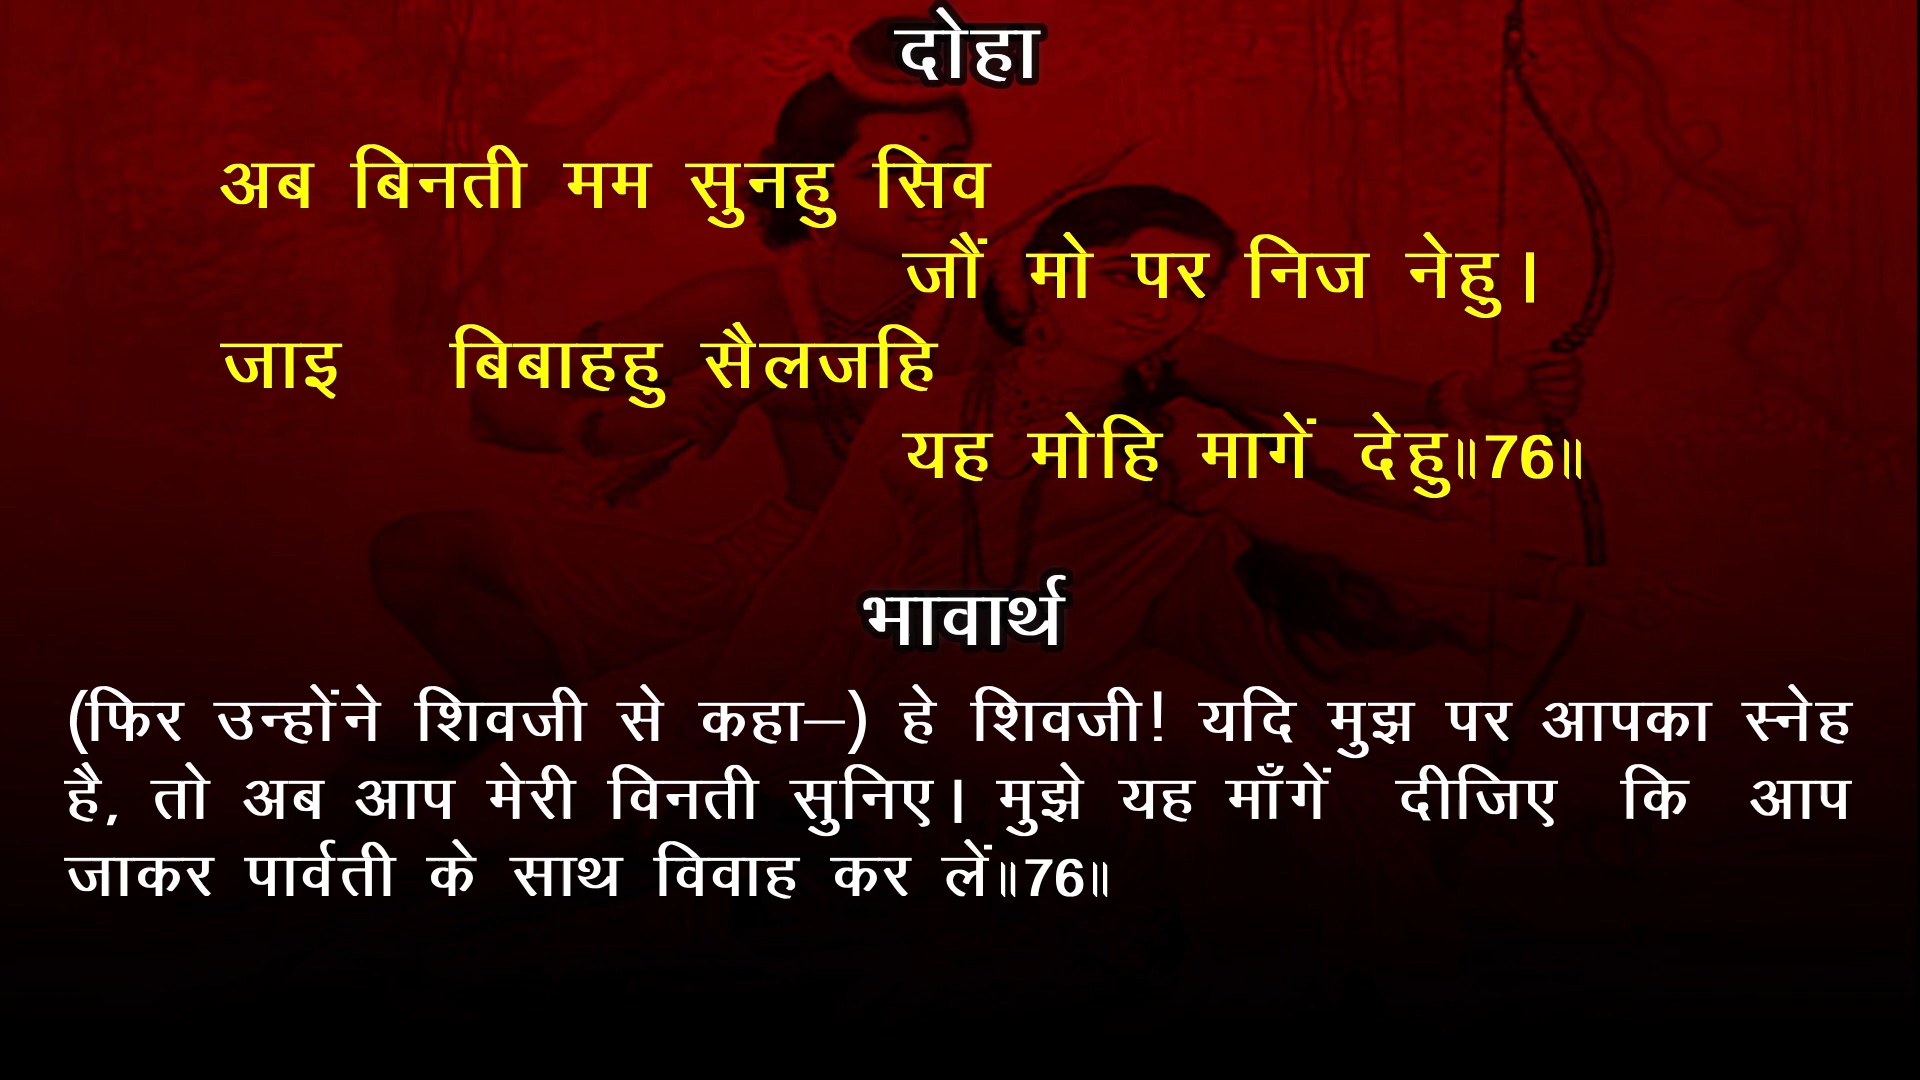 दोहा
अब बिनती मम सुनहु सिव
जौं मो पर निज नेहु।
जाइ बिबाहहु सैलजहि
यह मोहि मागें देहु॥76॥
भावार्थ
(फिर उन्होंने शिवजी से कहा–) हे शिवजी! यदि मुझ पर आपका स्नेह
है, तो अब आप मेरी विनती सुनिए। मुझे यह माँगें दीजिए कि आप
जाकर पार्वती के साथ विवाह कर लें॥76॥